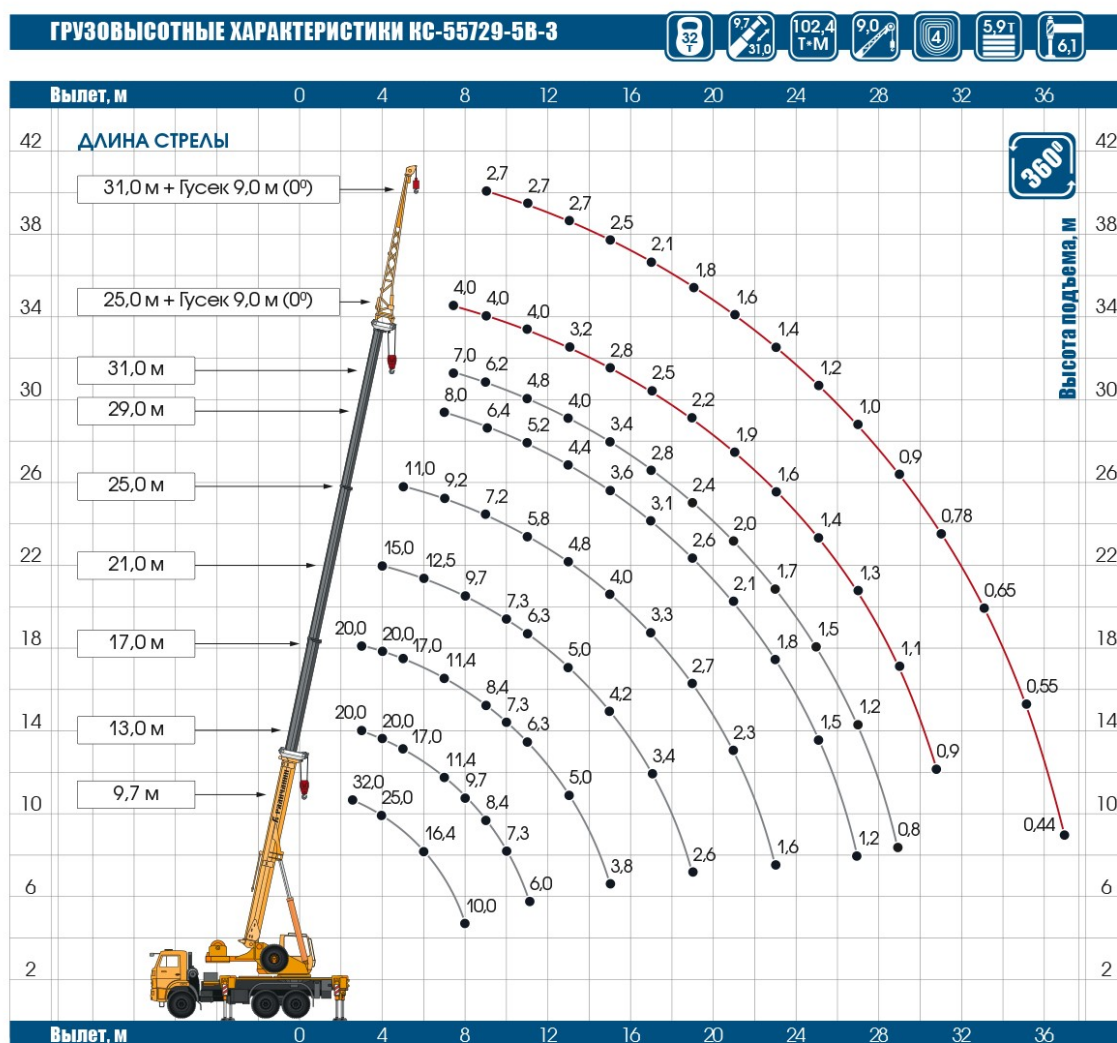 ГРУЗОВЫСОТНЫЕ ХАРАКТЕРИСТИКИ КС-55729-5В-3
32 Т
9,7 31,0
102,4 Т*М
9,0
4
5,9 Т
6,1
Вылет, м 0 4 8 12 16 20 24 28 32 36
42 ДЛИНА СТРЕЛЫ 42
360⁰
Высота подъема, м
31,0 м + Гусек 9,0 м (0⁰)
2,7 2,7 2,7 2,5 2,1 1,8 1,6 1,4 1,2 1,0 0,9 0,78 0,65 0,55 0,44
38 38
25,0 м + Гусек 9,0 м (0⁰)
4,0 4,0 4,0 3,2 2,8 2,5 2,2 1,9 1,6 1,4 1,3 1,1 0,9
34 34
31,0 м
7,0 6,2 4,8 4,0 3,4 2,8 2,4 2,0 1,7 1,5 1,2 0,8
30 30
29,0 м
8,0 6,4 5,2 4,4 3,6 3,1 2,6 2,1 1,8 1,5 1,2
26 26
25,0 м
11,0 9,2 7,2 5,8 4,8 4,0 3,3 2,7 2,3 1,6
22 22
21,0 м
15,0 12,5 9,7 7,3 6,3 5,0 4,2 3,4 2,6
18 18
17,0 м
20,0 20,0 17,0 11,4 8,4 7,3 6,3 5,0 3,8
14 14
13,0 м
20,0 20,0 17,0 11,4 9,7 8,4 7,3 6,0
10 10
9,7 м
32,0 25,0 16,4 10,0
ГАЛИЧАНИН
6 6
2 2
Вылет, м 0 4 8 12 16 20 24 28 32 36